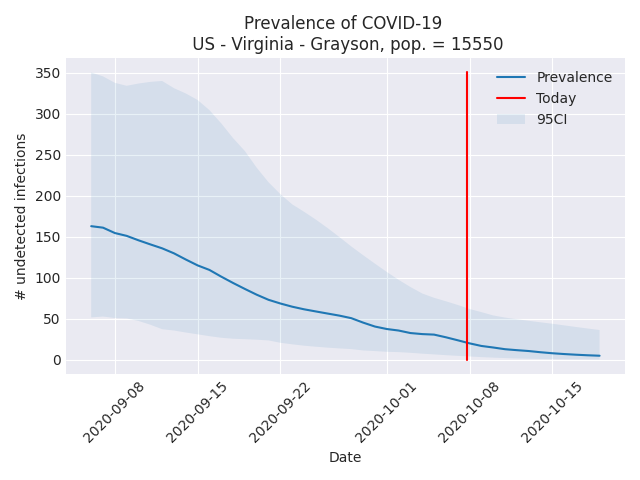 Prevalence of COVID-19
US - Virginia - Grayson, pop. = 15550
Prevalence
Today
95CI
# undetected infections
350
300
250
200
150
100
50
0
2020-09-08
2020-09-15
2020-09-22
2020-10-01
2020-10-08
2020-10-15
Date